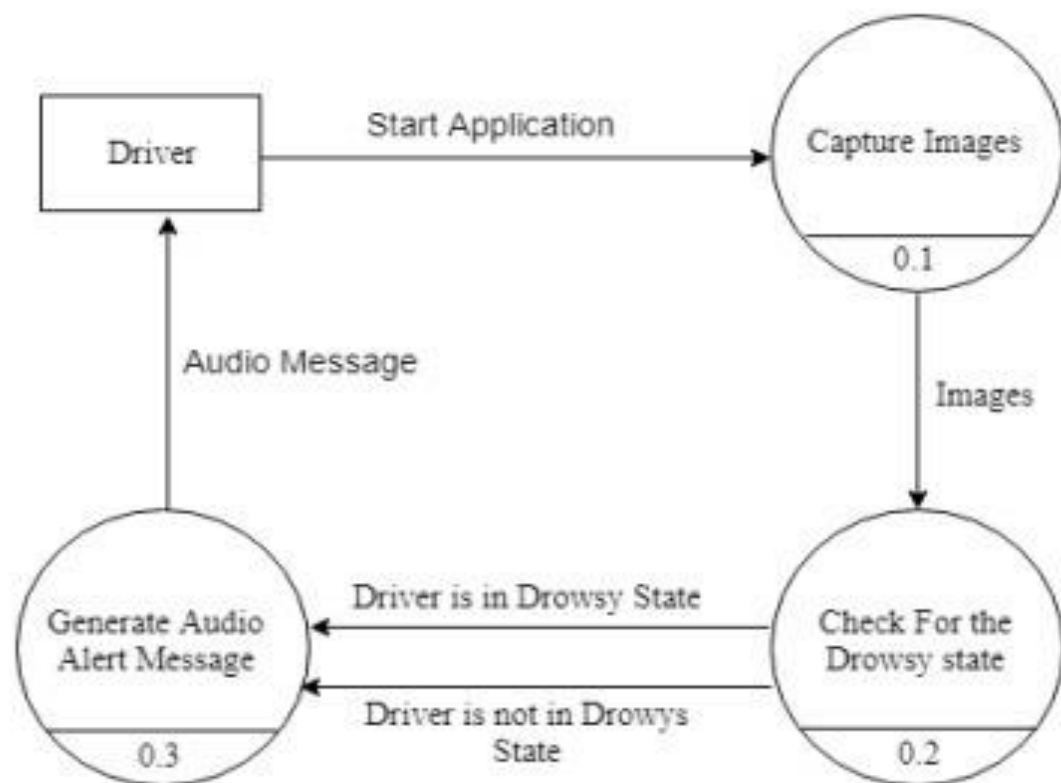 Driver
Start Application
Capture Images
0.1
Audio Message
Images
Generate Audio
Alert Message
0.3
Driver is in Drowsy State
Driver is not in Drowys
State
Check For the
Drowsy state
0.2